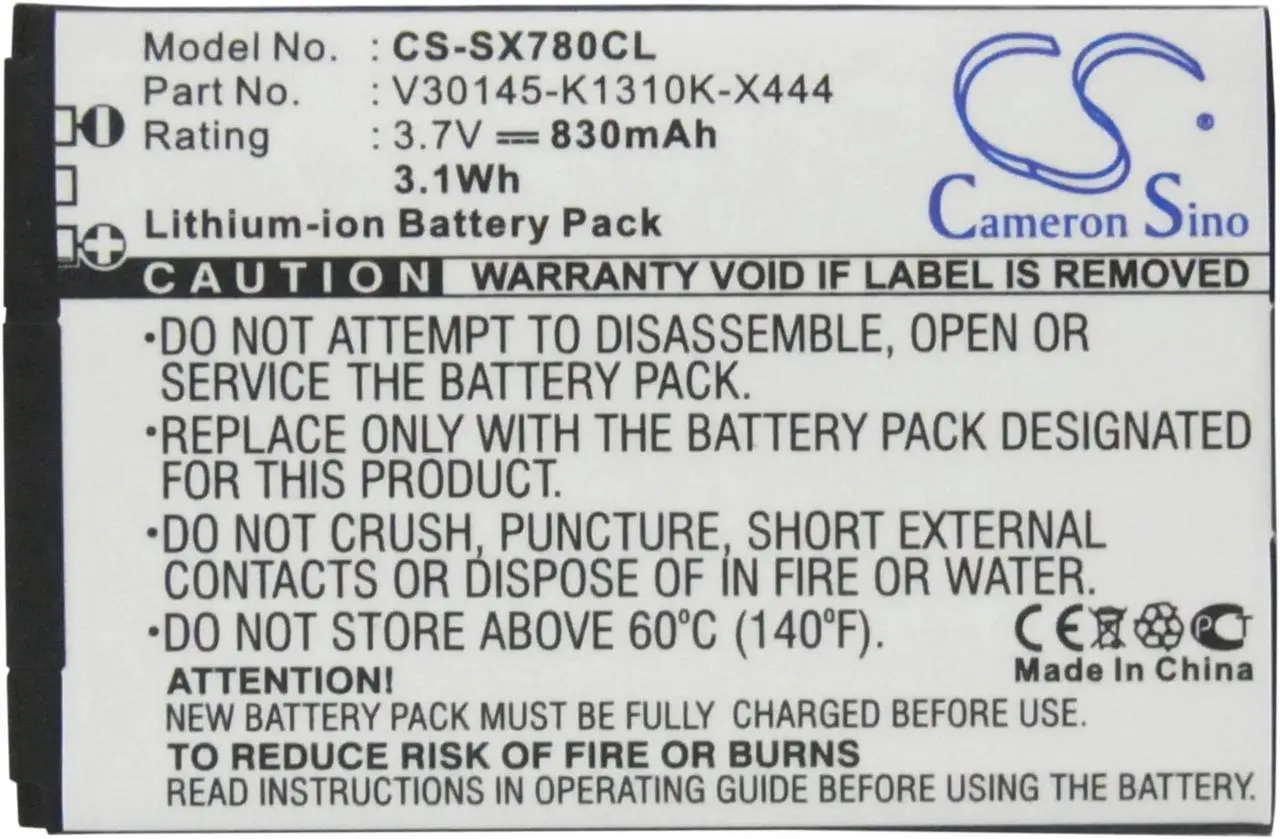 Model No. : CS-SX780CL
Part No. : V30145-K1310K-X444
Rating : 3.7V ⎓ 830mAh
3.1Wh
Lithium-ion Battery Pack
CS ®
Cameron Sino
CAUTION WARRANTY VOID IF LABEL IS REMOVED
•DO NOT ATTEMPT TO DISASSEMBLE, OPEN OR
SERVICE THE BATTERY PACK.
•REPLACE ONLY WITH THE BATTERY PACK DESIGNATED
FOR THIS PRODUCT.
•DO NOT CRUSH, PUNCTURE, SHORT EXTERNAL
CONTACTS OR DISPOSE OF IN FIRE OR WATER.
•DO NOT STORE ABOVE 60ºC (140ºF).
CE PCT
Made In China
ATTENTION!
NEW BATTERY PACK MUST BE FULLY CHARGED BEFORE USE.
TO REDUCE RISK OF FIRE OR BURNS
READ INSTRUCTIONS IN OPERATING GUIDE BEFORE USING THE BATTERY.